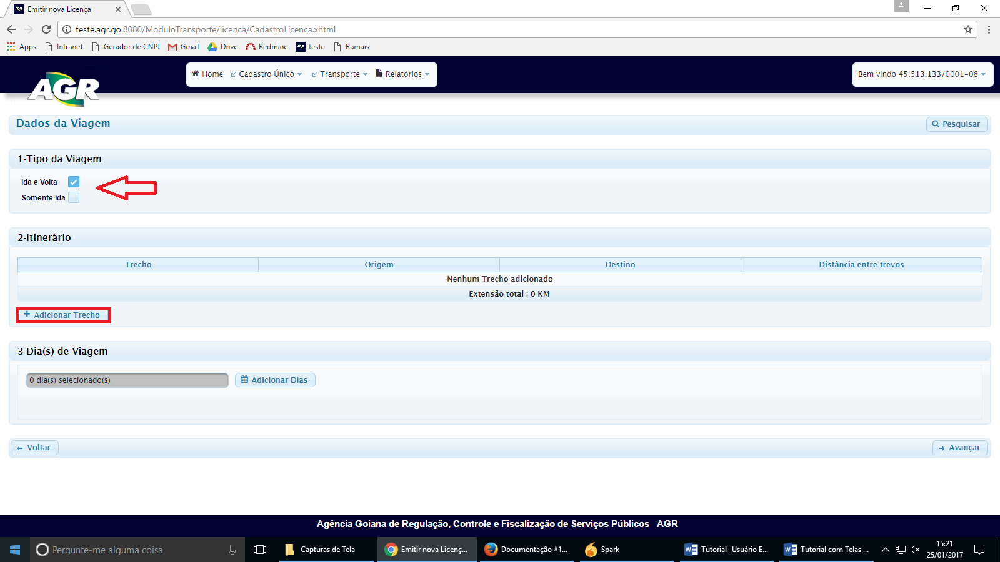 Emitir nova Licença
teste.agr.go:8080/ModuloTransporte/licenca/CadastroLicenca.xhtml
Apps Intranet Gerador de CNPJ Gmail Drive Redmine teste Ramais
AGR Home Cadastro Único Transporte Relatórios Bem vindo 45.513.133/0001-08
Dados da Viagem Pesquisar
1-Tipo da Viagem
Ida e Volta
Somente Ida
2-Itinerário
Trecho Origem Destino Distância entre trevos
Nenhum Trecho adicionado
Extensão total : 0 KM
+ Adicionar Trecho
3-Dia(s) de Viagem
0 dia(s) selecionado(s) Adicionar Dias
← Voltar → Avançar
Agência Goiana de Regulação, Controle e Fiscalização de Serviços Públicos AGR
Pergunte-me alguma coisa Capturas de Tela Emitir nova Licenç... Documentação #1... Spark Tutorial- Usuário E... Tutorial com Telas ... 15:21
25/01/2017